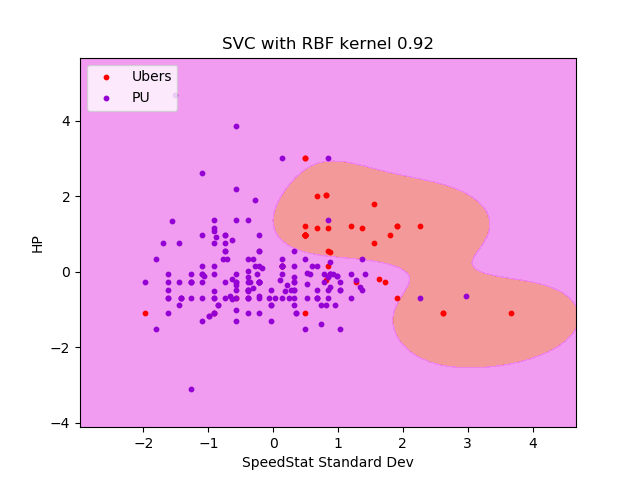 SVC with RBF kernel 0.92
Ubers
PU
HP
4
2
0
−2
−4
−2
−1
0
1
2
3
4
SpeedStat Standard Dev